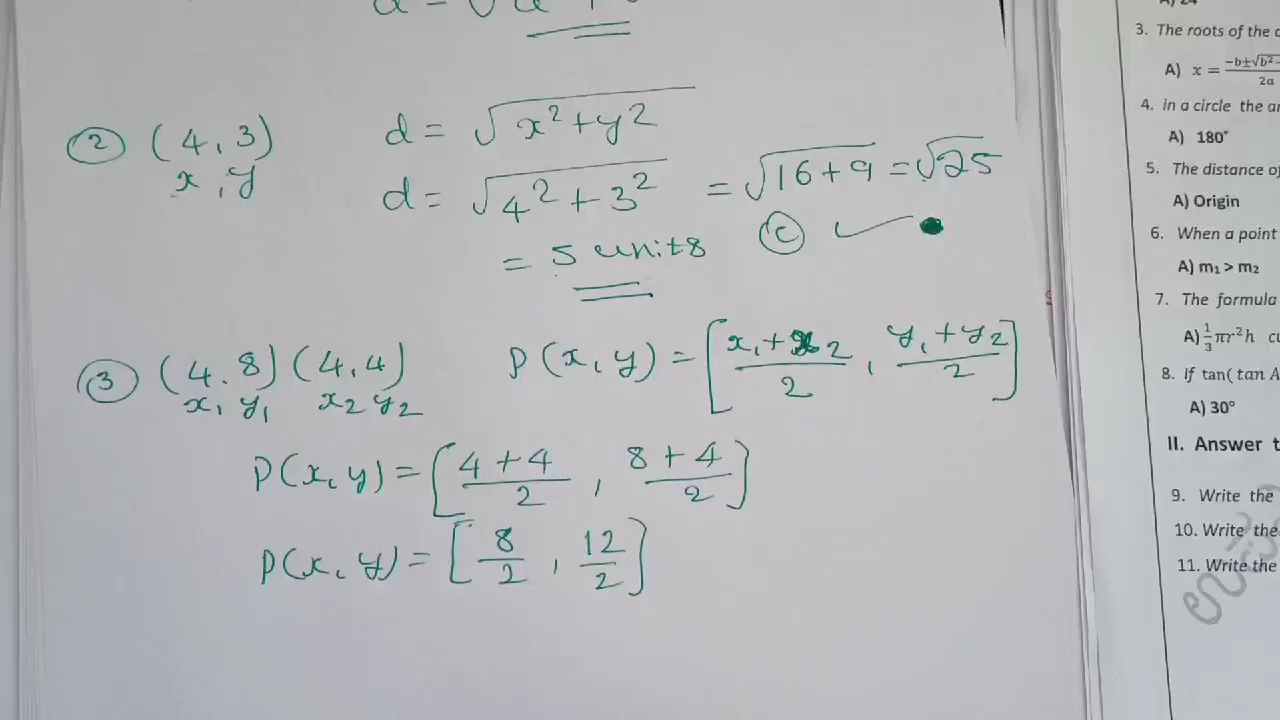 ② (4, 3) d = √x² + y²
x, y d = √4² + 3² = √16 + 9 = √25
= 5 units Ⓒ
③ (4. 8) (4, 4) P(x, y) = [x₁ + x₂ / 2, y₁ + y₂ / 2]
x₁ y₁ x₂ y₂
P(x, y) = [4 + 4 / 2, 8 + 4 / 2]
P(x, y) = [8 / 2, 12 / 2]
3. The roots of the
A) x = -b±√b²- / 2a
4. in a circle the
A) 180°
5. The distance
A) Origin
6. When a point
A) m₁ > m₂
7. The formula
A) 1/3 πr²h
8. If tan( tan A
A) 30°
II. Answer
9. Write the
10. Write the
11. Write the